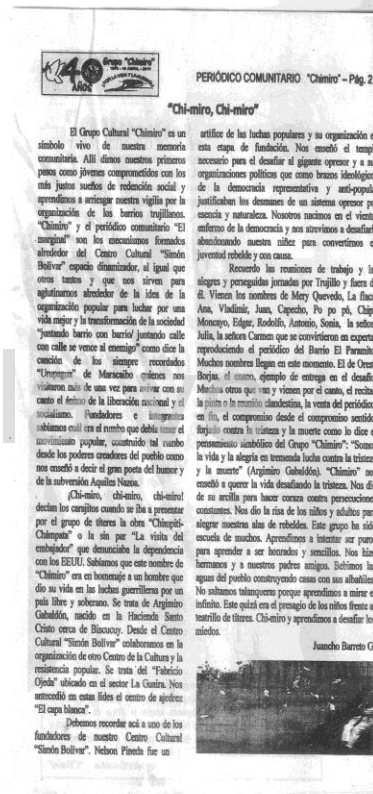 40
AÑOS
Grupo "Chimiro"
POR LA VIDA Y LA ALEGRÍA
PERIÓDICO COMUNITARIO "Chimiro" – Pág. 2
"Chi-miro, Chi-miro"
El Grupo Cultural "Chimiro" es un
símbolo vivo de nuestra memoria
comunitaria. Allí dimos nuestros primeros
pasos como jóvenes comprometidos con los
más justos sueños de redención social y
aprendimos a arriesgar nuestra vigilia por la
organización de los barrios trujillanos.
"Chimiro" y el periódico comunitario "El
marginal" son los mecanismos formados
alrededor del Centro Cultural "Simón
Bolívar" espacio dinamizador, al igual que
otros tantos y que nos sirven para
aglutinarnos alrededor de la idea de la
organización popular para luchar por una
vida mejor y la transformación de la sociedad
"juntando barrio con barrio/ juntando calle
con calle se vence al enemigo" como dice la
canción de los siempre recordados
"Urupagua" de Maracaibo quienes nos
visitaron más de una vez para avivar con su
canto el ánimo de la liberación nacional y el
socialismo. Fundadores e integrantes
sabíamos cuál era el rumbo que debía tener el
movimiento popular, construido tal rumbo
desde los poderes creadores del pueblo como
nos enseñó a decir el gran poeta del humor y
de la subversión Aquiles Nazoa.
¡Chi-miro, chi-miro, chi-miro!
decían los carajitos cuando se iba a presentar
por el grupo de títeres la obra "Chimpiti-
Chámpata" o la sin par "La visita del
embajador" que denunciaba la dependencia
con los EEUU. Sabíamos que este nombre de
"Chimiro" era en homenaje a un hombre que
dio su vida en las luchas guerrilleras por un
país libre y soberano. Se trata de Argimiro
Gabaldón, nacido en la Hacienda Santo
Cristo cerca de Biscucuy. Desde el Centro
Cultural "Simón Bolívar" colaboramos en la
organización de otro Centro de la Cultura y la
resistencia popular. Se trata del "Fabricio
Ojeda" ubicado en el sector La Guaira. Nos
antecedió en estas lides el centro de ajedrez
"El capa blanca".
Debemos recordar acá a uno de los
fundadores de nuestro Centro Cultural
"Simón Bolívar". Nelson Pineda fue un
artífice de las luchas populares y su organización e
esta etapa de fundación. Nos enseñó el templ
necesario para el desafiar al gigante opresor y a su
organizaciones políticas que como brazos ideológico
de la democracia representativa y anti-popula
justificaban los desmanes de un sistema opresor po
esencia y naturaleza. Nosotros nacimos en el vientr
enfermo de la democracia y nos atrevimos a desafiarl
abandonando nuestra niñez para convertirnos e
juventud rebelde y con causa.
Recuerdo las reuniones de trabajo y la
alegres y perseguidas jornadas por Trujillo y fuera d
él. Vienen los nombres de Mery Quevedo, La flaca
Ana, Vladimir, Juan, Capecho, Po po pó, Chip
Moncayo, Edgar, Rodolfo, Antonio, Sonia, la señor
Julia, la señora Carmen que se convirtieron en experta
reproduciendo el periódico del Barrio El Paramito
Muchos nombres llegan en este momento. El de Orest
Borjas, el cuano, ejemplo de entrega en el desafío
Muchos otros que van y vienen por el canto, el recital
la pinta o la reunión clandestina, la venta del periódico
en fin, el compromiso desde el compromiso sentid
forjado contra la tristeza y la muerte como lo dice e
pensamiento simbólico del Grupo "Chimiro": "Somo
la vida y la alegría en tremenda lucha contra la tristez
y la muerte" (Argimiro Gabaldón). "Chimiro" no
enseñó a querer la vida desafiando la tristeza. Nos di
de su arcilla para hacer coraza contra persecucione
constantes. Nos dio la risa de los niños y adultos par
alegrar nuestras alas de rebeldes. Este grupo ha sid
escuela de muchos. Aprendimos a intentar ser puro
para aprender a ser honrados y sencillos. Nos hiz
hermanos y a nuestros padres amigos. Bebimos la
aguas del pueblo construyendo casas con sus albañile
No saltamos talanqueras porque aprendimos a mirar e
infinito. Este quizá era el presagio de los niños frente a
teatrillo de títeres. Chi-miro y aprendimos a desafiar lo
miedos.
Juancho Barreto G